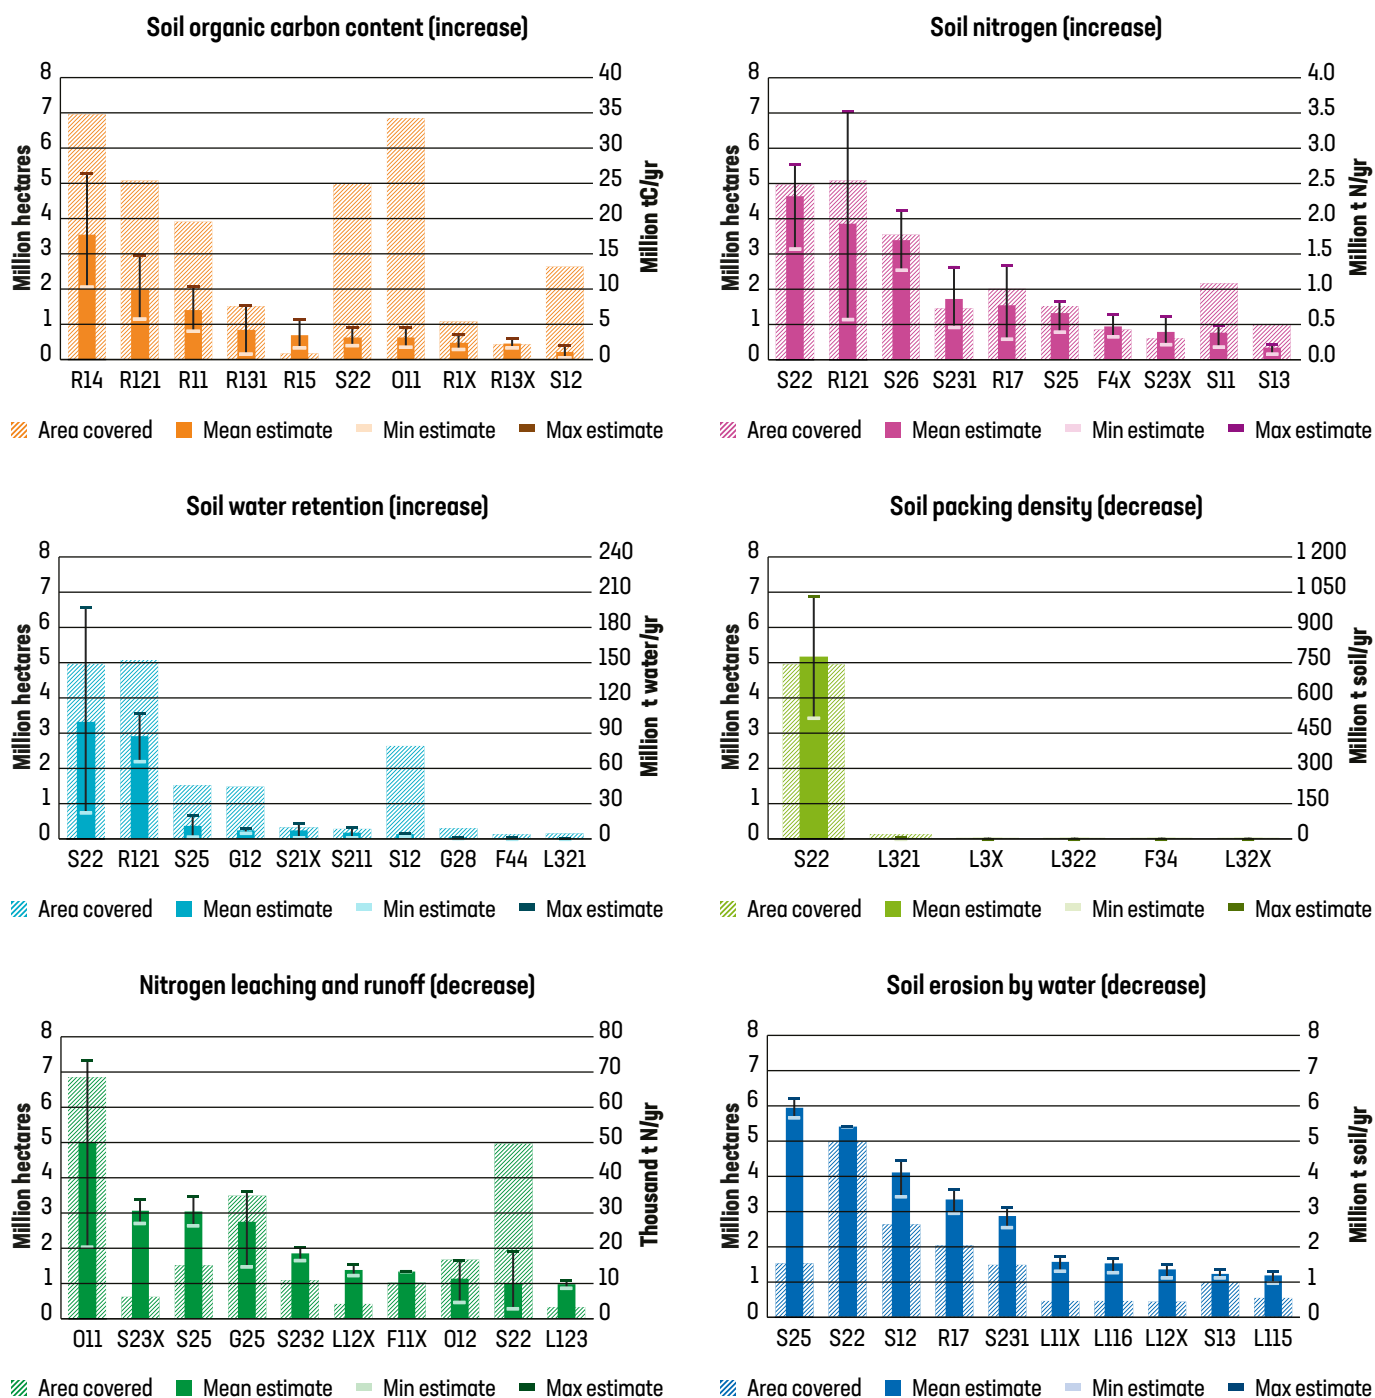 Soil organic carbon content (increase)
Million hectares
8 7 6 5 4 3 2 1 0
40 35 30 25 20 15 10 5 0
Million tC/yr
R14 R121 R11 R131 R15 S22 O11 R1X R13X S12
Area covered Mean estimate Min estimate Max estimate
Soil nitrogen (increase)
Million hectares
8 7 6 5 4 3 2 1 0
4.0 3.5 3.0 2.5 2.0 1.5 1.0 0.5 0.0
Million t N/yr
S22 R121 S26 S231 R17 S25 F4X S23X S11 S13
Area covered Mean estimate Min estimate Max estimate
Soil water retention (increase)
Million hectares
8 7 6 5 4 3 2 1 0
240 210 180 150 120 90 60 30 0
Million t water/yr
S22 R121 S25 G12 S21X S211 S12 G28 F44 L321
Area covered Mean estimate Min estimate Max estimate
Soil packing density (decrease)
Million hectares
8 7 6 5 4 3 2 1 0
1 200 1 050 900 750 600 450 300 150 0
Million t soil/yr
S22 L321 L3X L322 F34 L32X
Area covered Mean estimate Min estimate Max estimate
Nitrogen leaching and runoff (decrease)
Million hectares
8 7 6 5 4 3 2 1 0
80 70 60 50 40 30 20 10 0
Thousand t N/yr
O11 S23X S25 G25 S232 L12X F11X O12 S22 L123
Area covered Mean estimate Min estimate Max estimate
Soil erosion by water (decrease)
Million hectares
8 7 6 5 4 3 2 1 0
8 7 6 5 4 3 2 1 0
Million t soil/yr
S25 S22 S12 R17 S231 L11X L116 L12X S13 L115
Area covered Mean estimate Min estimate Max estimate